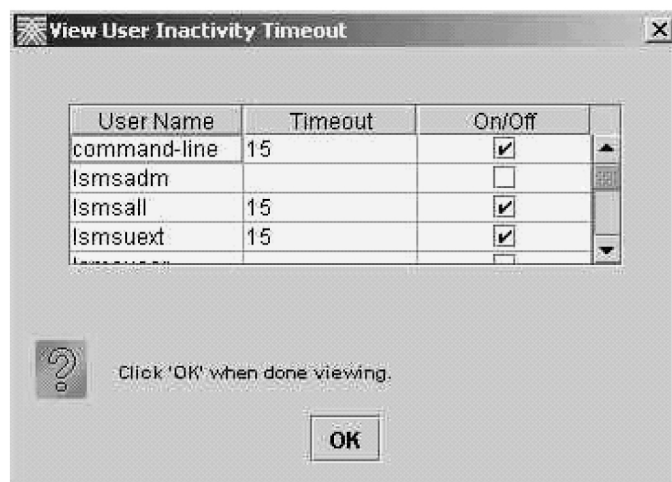 View User Inactivity Timeout
User Name Timeout On/Off
command-line 15
lsmsadm
lsmsall 15
lsmsuext 15
Click 'OK' when done viewing.
OK